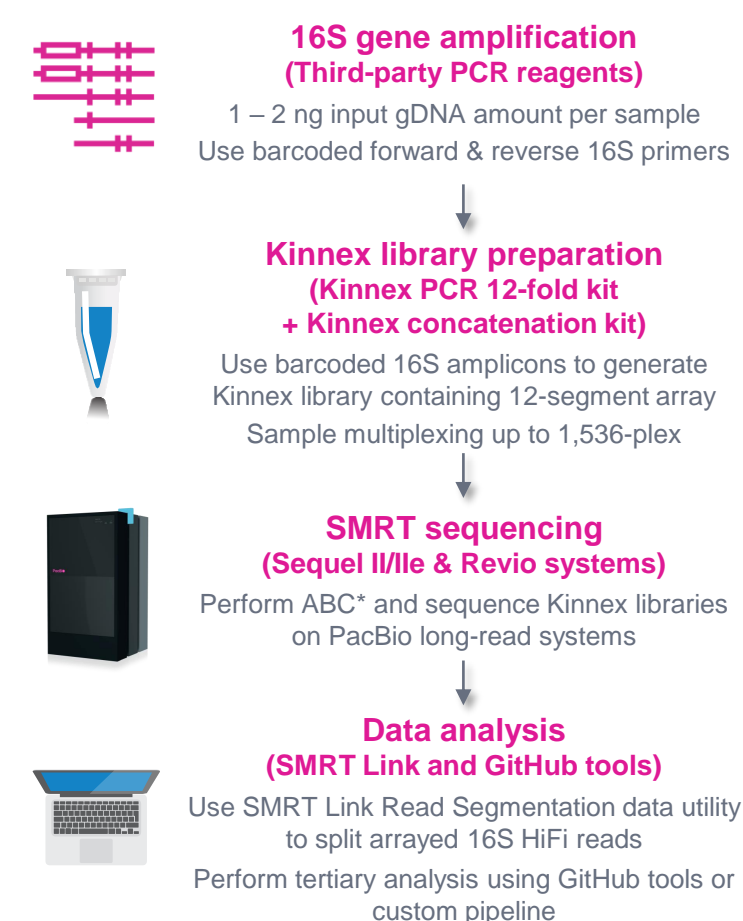 16S gene amplification
(Third-party PCR reagents)
1 – 2 ng input gDNA amount per sample
Use barcoded forward & reverse 16S primers
Kinnex library preparation
(Kinnex PCR 12-fold kit
+ Kinnex concatenation kit)
Use barcoded 16S amplicons to generate
Kinnex library containing 12-segment array
Sample multiplexing up to 1,536-plex
SMRT sequencing
(Sequel II/IIe & Revio systems)
Perform ABC* and sequence Kinnex libraries
on PacBio long-read systems
Data analysis
(SMRT Link and GitHub tools)
Use SMRT Link Read Segmentation data utility
to split arrayed 16S HiFi reads
Perform tertiary analysis using GitHub tools or
custom pipeline